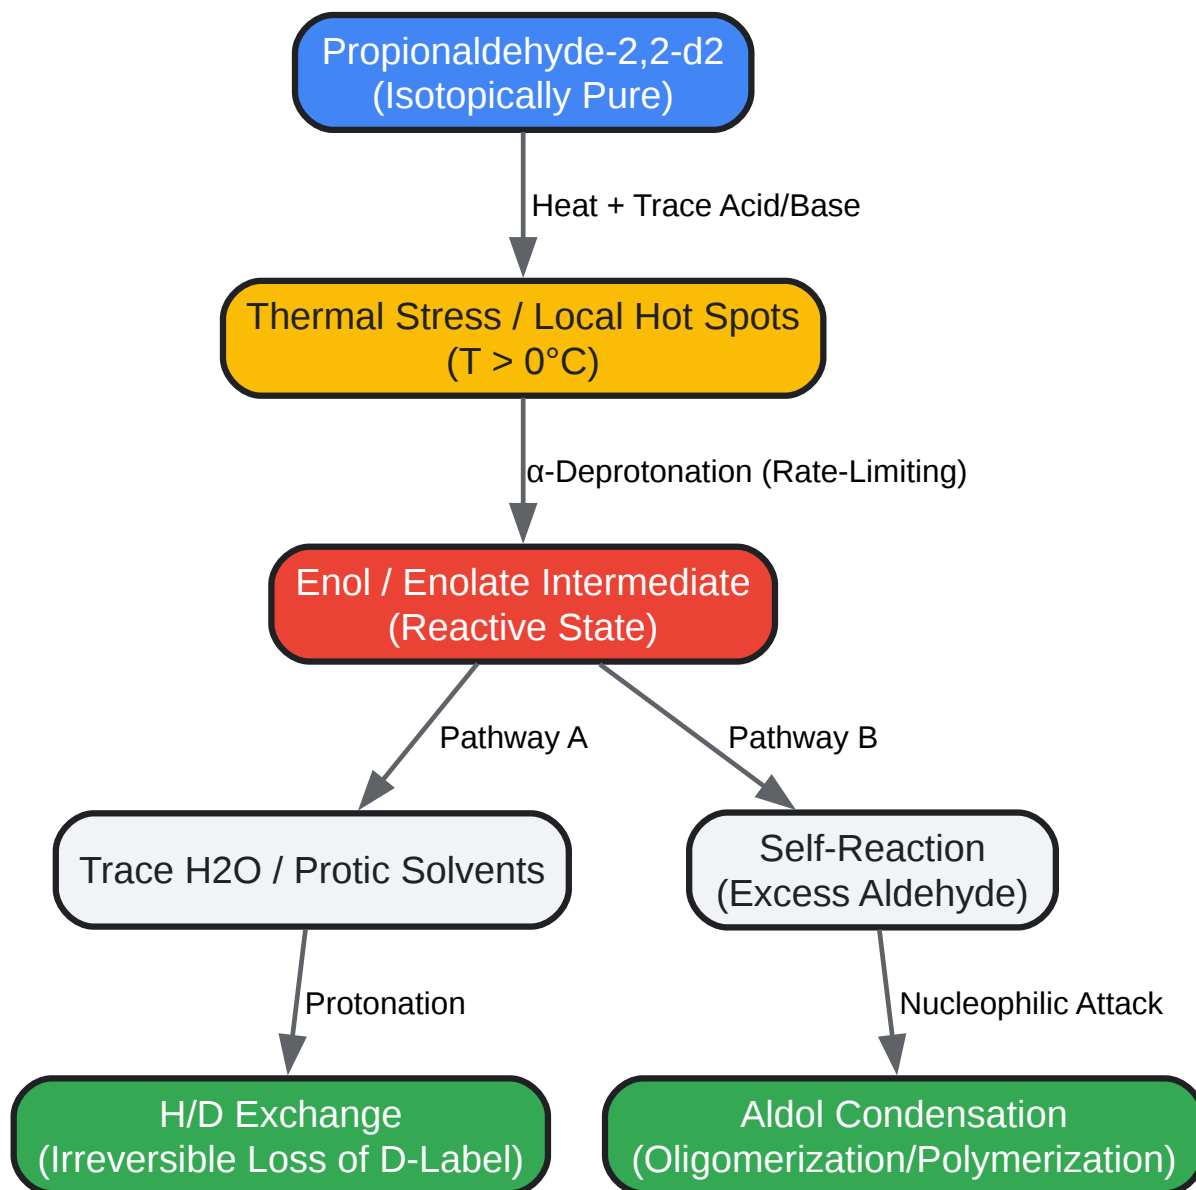 Propionaldehyde-2,2-d2
(Isotopically Pure)
Heat + Trace Acid/Base
Thermal Stress / Local Hot Spots
(T > 0°C)
α-Deprotonation (Rate-Limiting)
Enol / Enolate Intermediate
(Reactive State)
Pathway A
Pathway B
Trace H2O / Protic Solvents
Self-Reaction
(Excess Aldehyde)
Protonation
Nucleophilic Attack
H/D Exchange
(Irreversible Loss of D-Label)
Aldol Condensation
(Oligomerization/Polymerization)